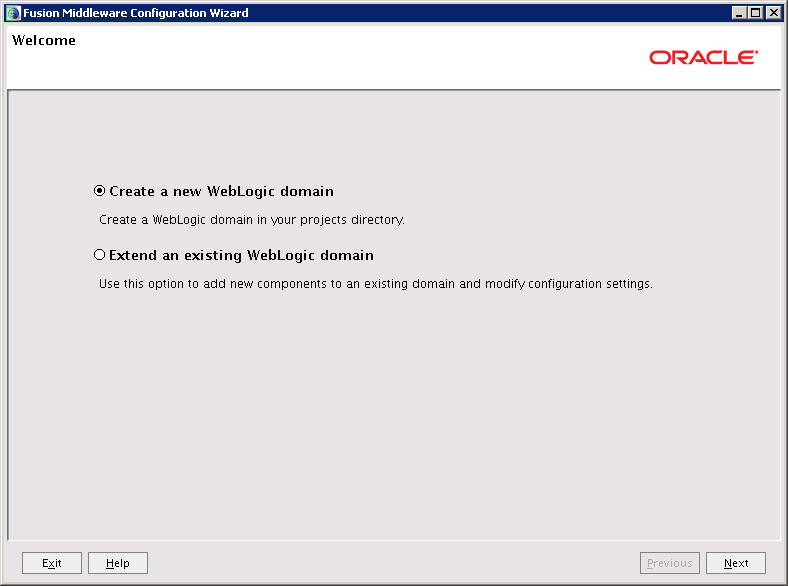 Fusion Middleware Configuration Wizard
Welcome
ORACLE
Create a new WebLogic domain
Create a WebLogic domain in your projects directory.
Extend an existing WebLogic domain
Use this option to add new components to an existing domain and modify configuration settings.
Exit Help Previous Next